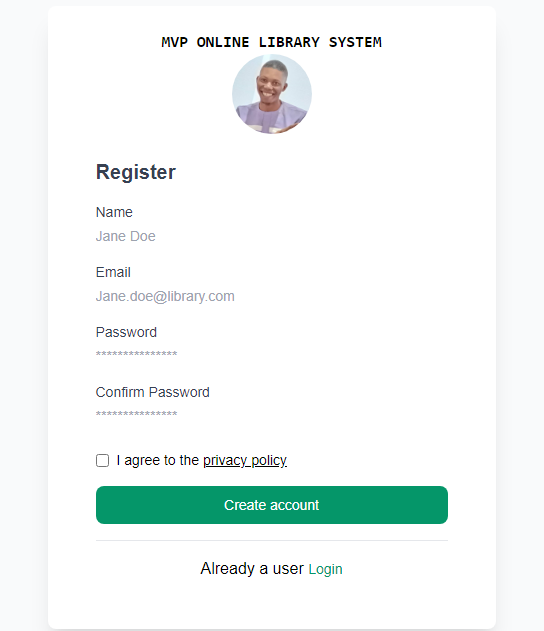 MVP ONLINE LIBRARY SYSTEM
Register
Name
Jane Doe
Email
Jane.doe@library.com
Password
***************
Confirm Password
***************
I agree to the privacy policy
Create account
Already a user Login